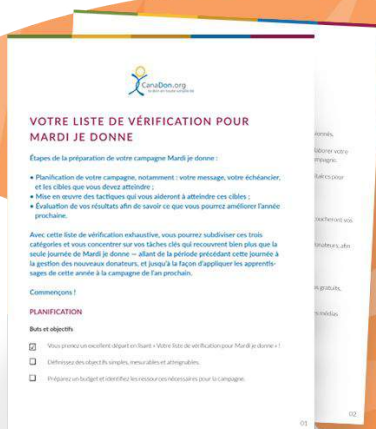 CanaDon.org
VOTRE LISTE DE VÉRIFICATION POUR
MARDI JE DONNE
Étapes de la préparation de votre campagne Mardi je donne :
• Planification de votre campagne, notamment : votre message, votre échéancier,
et les cibles que vous devez atteindre ;
• Mise en œuvre des tactiques qui vous aideront à atteindre ces cibles ;
• Évaluation de vos résultats afin de savoir ce que vous pourrez améliorer l'année
prochaine.
Avec cette liste de vérification exhaustive, vous pourrez subdiviser ces trois
catégories et vous concentrer sur vos tâches clés qui recouvrent bien plus que la
seule journée de Mardi je donne — allant de la période précédant cette journée à
la gestion des nouveaux donateurs, et jusqu'à la façon d'appliquer les apprentis-
sages de cette année à la campagne de l'an prochain.
Commençons !
PLANIFICATION
Buts et objectifs
Vous prenez un excellent départ en lisant « Votre liste de vérification pour Mardi je donne » !
Définissez des objectifs simples, mesurables et atteignables.
Préparez un budget et identifiez les ressources nécessaires pour la campagne.
01
votre
pour
gratuits,
médias.
02